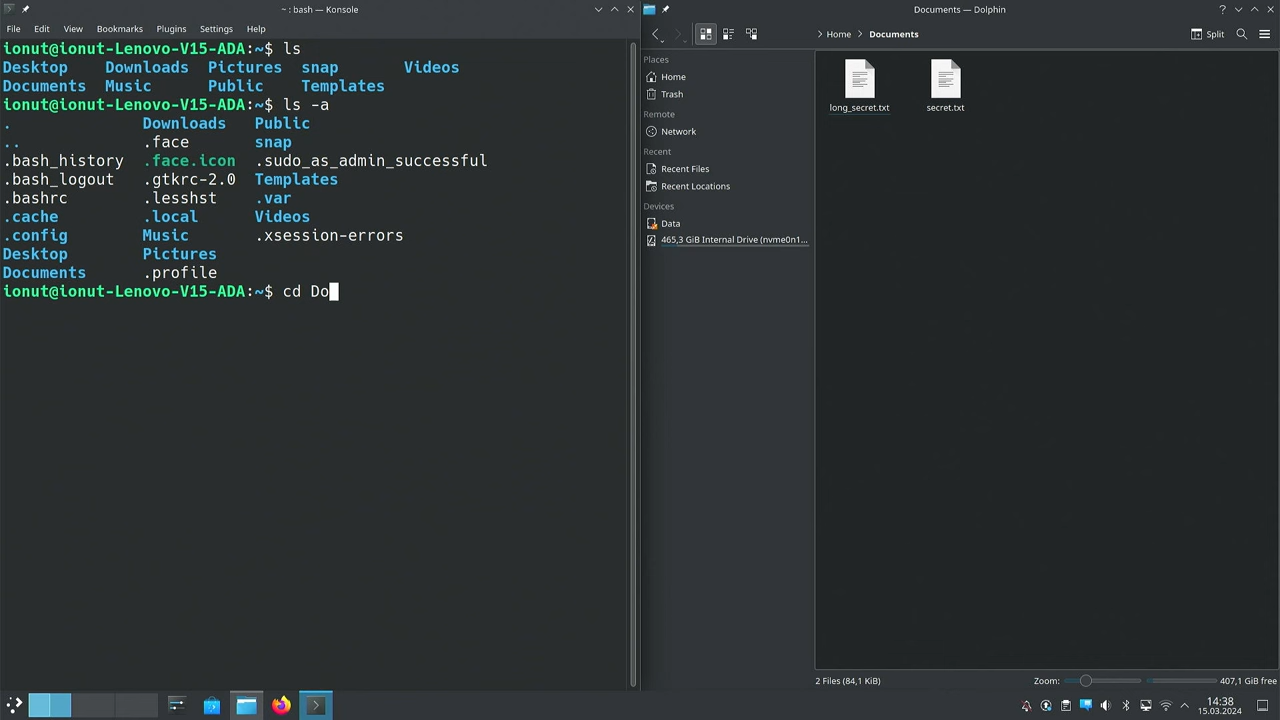 ~ : bash — Konsole
File Edit View Bookmarks Plugins Settings Help
ionut@ionut-Lenovo-V15-ADA:~$ ls
Desktop Downloads Pictures snap Videos
Documents Music Public Templates
ionut@ionut-Lenovo-V15-ADA:~$ ls -a
. Downloads Public
.. .face snap
.bash_history .face.icon .sudo_as_admin_successful
.bash_logout .gtkrc-2.0 Templates
.bashrc .lesshst .var
.cache .local Videos
.config Music .xsession-errors
Desktop Pictures
Documents .profile
ionut@ionut-Lenovo-V15-ADA:~$ cd Do
Documents — Dolphin
Home > Documents
Split
Places
Home
Trash
Remote
Network
Recent
Recent Files
Recent Locations
Devices
Data
465,3 GiB Internal Drive (nvme0n1...
long_secret.txt
secret.txt
2 Files (84,1 KiB)
Zoom:
407,1 GiB free
14:38
15.03.2024